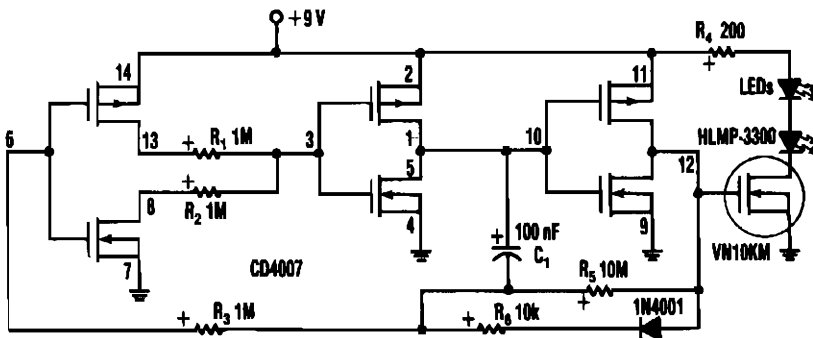 +9 V
R4 200
+
14
2
11
LEDs
6
13
+
R1 1M
3
1
10
HLMP-3300
5
12
8
+
R2 1M
7
4
9
VN10KM
CD4007
+
100 nF
C1
R5 10M
+
1N4001
+
R3 1M
+
R6 10k